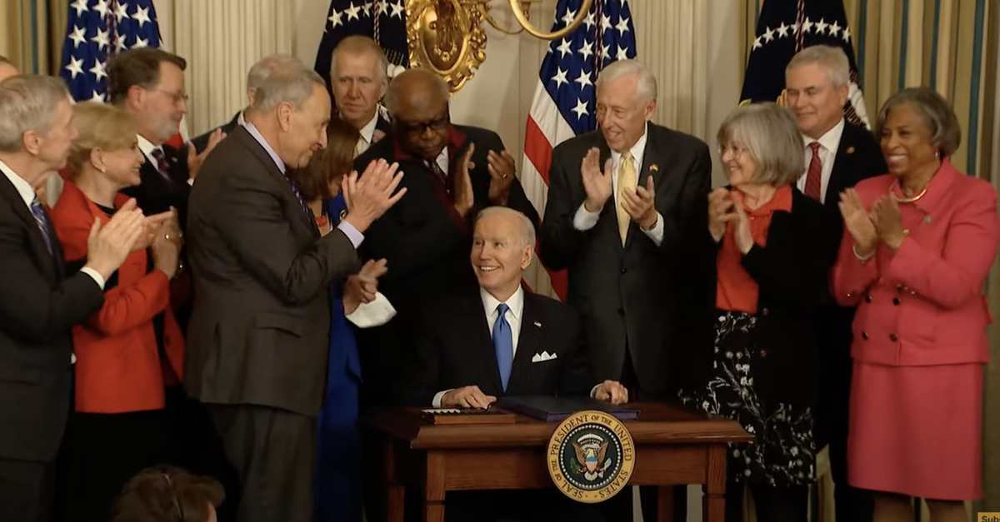 SEAL OF THE PRESIDENT OF THE UNITED STATES
Sub